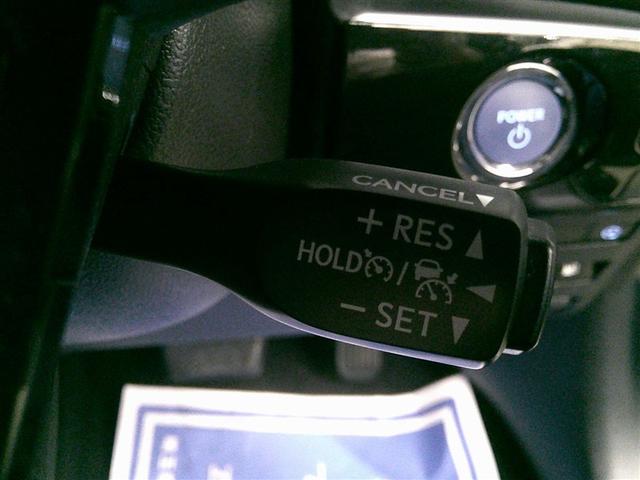 POWER
CANCEL
+ RES
HOLD /
- SET